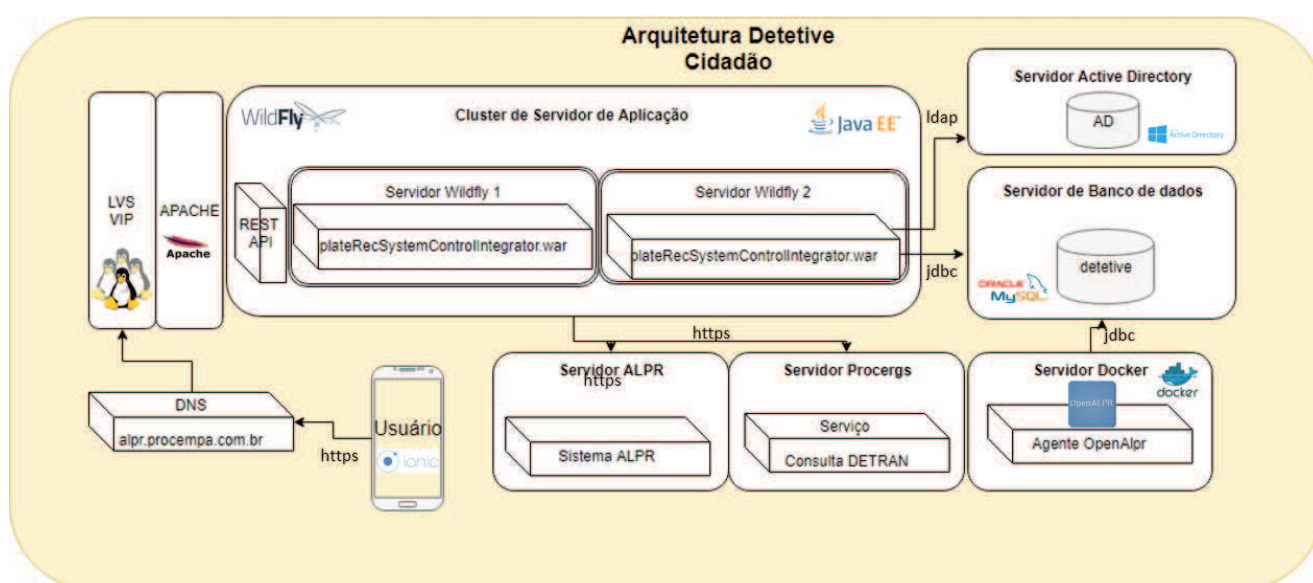 Arquitetura Detetive
Cidadão
WildFly
Cluster de Servidor de Aplicação
Java EE
ldap
Servidor Active Directory
AD
Active Directory
LVS
VIP
APACHE
Apache
REST
API
Servidor Wildfly 1
plateRecSystemControlIntegrator.war
Servidor Wildfly 2
plateRecSystemControlIntegrator.war
jdbc
Servidor de Banco de dados
detetive
ORACLE
MySQL
https
jdbc
Servidor ALPR
https
Sistema ALPR
Servidor Procergs
Serviço
Consulta DETRAN
Servidor Docker
docker
OpenALPR
Agente OpenAlpr
DNS
alpr.procempa.com.br
https
Usuário
ionic